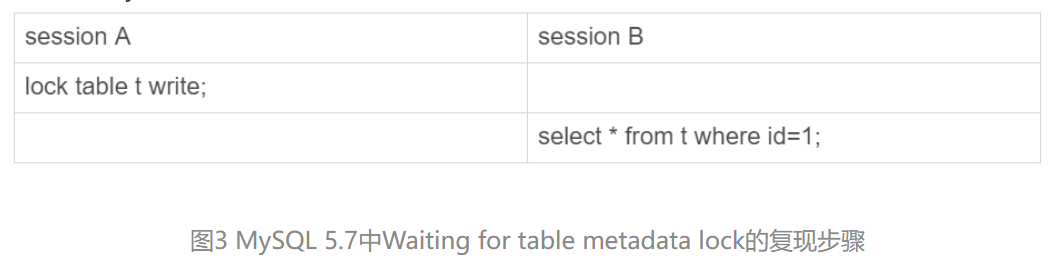 session A
session B
lock table t write;
select * from t where id=1;
图3 MySQL 5.7中Waiting for table metadata lock的复现步骤